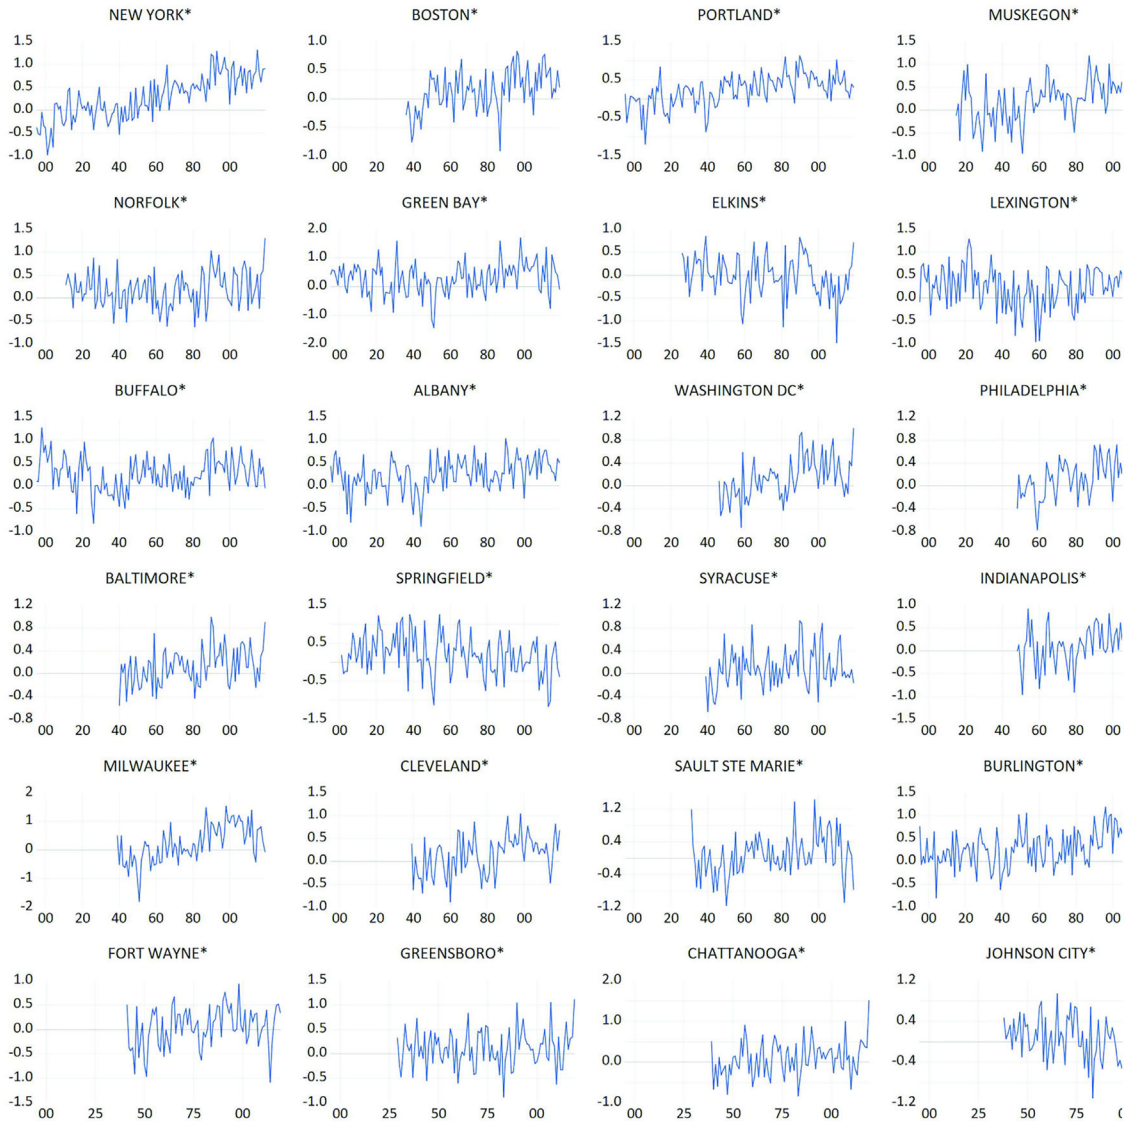 NEW YORK* BOSTON* PORTLAND* MUSKEGON*
1.5 1.0 1.5 1.5
1.0 0.5 0.5 1.0
0.5 0.0 -0.5 0.5
0.0 -0.5 -1.5 0.0
-0.5 -1.0 -0.5
-1.0 -1.0
00 20 40 60 80 00 00 20 40 60 80 00 00 20 40 60 80 00 00 20 40 60 80 00
NORFOLK* GREEN BAY* ELKINS* LEXINGTON*
1.5 2.0 1.0 1.5
1.0 1.0 0.5 1.0
0.5 0.0 0.0 0.5
0.0 -1.0 -0.5 0.0
-0.5 -2.0 -1.0 -0.5
-1.0 -1.5 -1.0
00 20 40 60 80 00 00 20 40 60 80 00 00 20 40 60 80 00 00 20 40 60 80 00
BUFFALO* ALBANY* WASHINGTON DC* PHILADELPHIA*
1.5 1.5 1.2 1.2
1.0 1.0 0.8 0.8
0.5 0.5 0.4 0.4
0.0 0.0 0.0 0.0
-0.5 -0.5 -0.4 -0.4
-1.0 -1.0 -0.8 -0.8
00 20 40 60 80 00 00 20 40 60 80 00 00 20 40 60 80 00 00 20 40 60 80 00
BALTIMORE* SPRINGFIELD* SYRACUSE* INDIANAPOLIS*
1.2 1.5 1.2 1.0
0.8 0.5 0.8 0.5
0.4 -0.5 0.4 0.0
0.0 -1.5 0.0 -0.5
-0.4 -0.4 -1.0
-0.8 -0.8 -1.5
00 20 40 60 80 00 00 20 40 60 80 00 00 20 40 60 80 00 00 20 40 60 80 00
MILWAUKEE* CLEVELAND* SAULT STE MARIE* BURLINGTON*
2 1.5 1.2 1.5
1 1.0 0.4 1.0
0 0.5 -0.4 0.5
-1 0.0 -1.2 0.0
-2 -0.5 -0.5
-1.0 -1.0
00 20 40 60 80 00 00 20 40 60 80 00 00 20 40 60 80 00 00 20 40 60 80 00
FORT WAYNE* GREENSBORO* CHATTANOOGA* JOHNSON CITY*
1.0 1.5 2.0 1.2
0.5 1.0 1.0 0.4
0.0 0.5 0.0 -0.4
-0.5 0.0 -1.0 -1.2
-1.0 -0.5
-1.5 -1.0
00 25 50 75 00 00 25 50 75 00 00 25 50 75 00 00 25 50 75